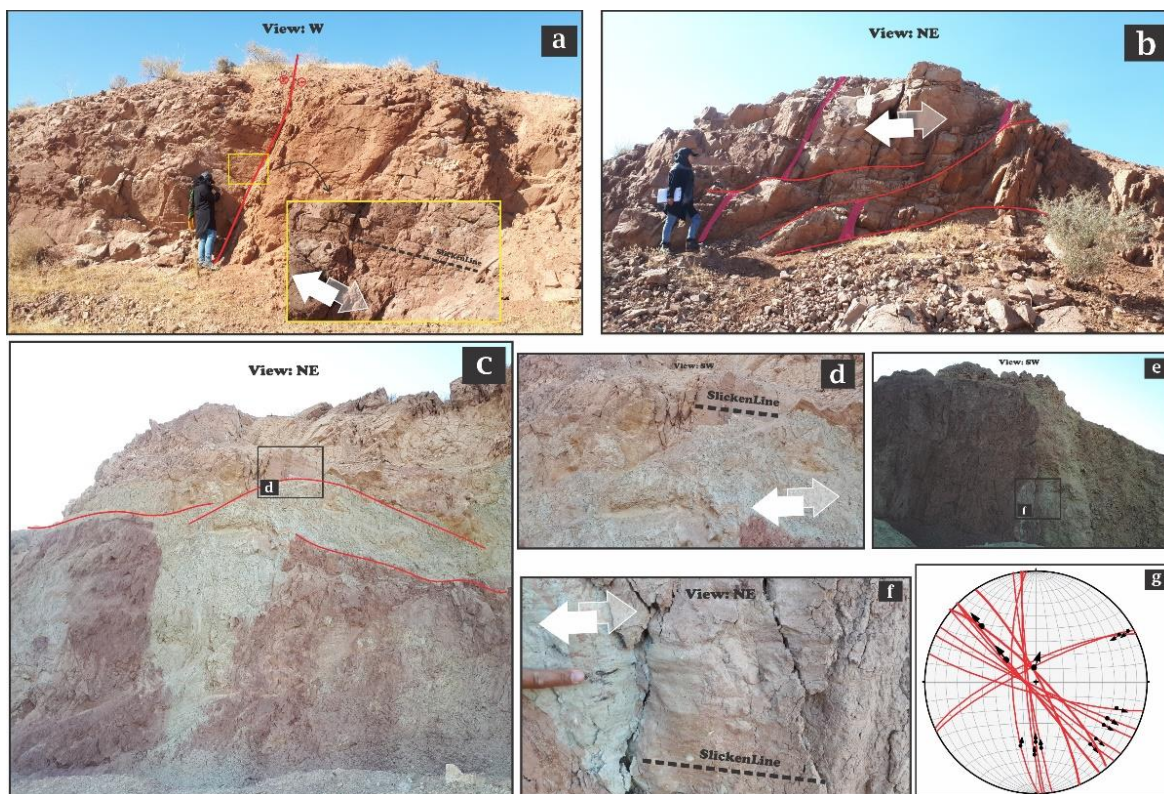 View: W
a
SlickenLine
View: NE
b
View: NE
c
d
View: SW
d
SlickenLine
View: SW
e
f
View: NE
f
SlickenLine
g